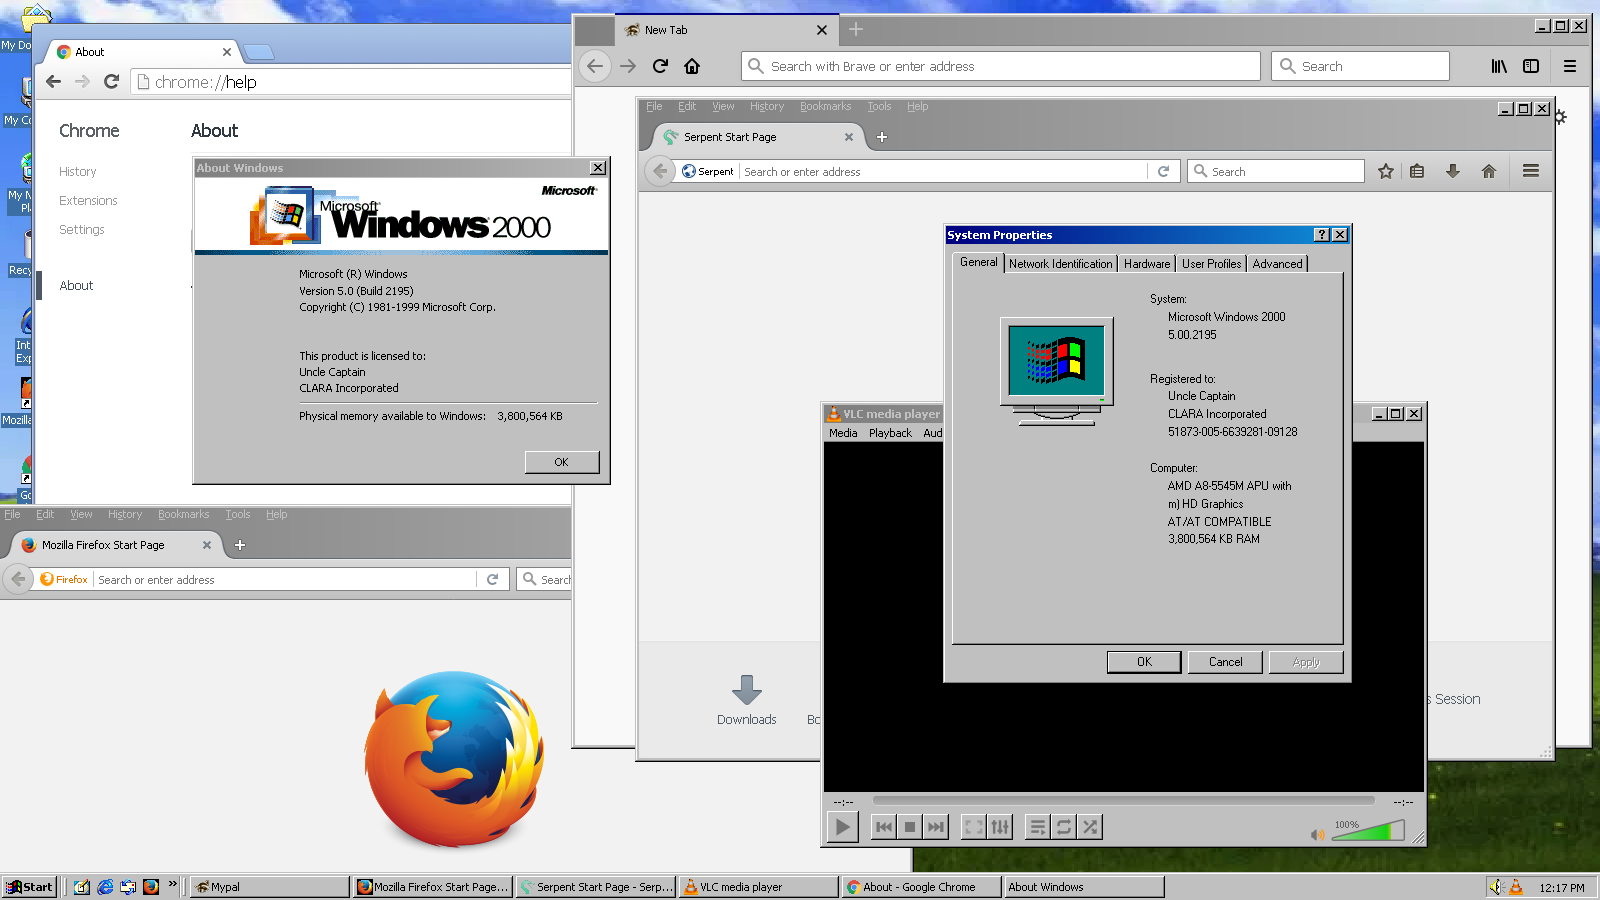 My Do
My Co
My N
Pl
Recy
Int
Exp
Mozilla
Go
About
chrome://help
Chrome
About
History
Extensions
Settings
About
About Windows
Microsoft
Microsoft
Windows 2000
Microsoft (R) Windows
Version 5.0 (Build 2195)
Copyright (C) 1981-1999 Microsoft Corp.
This product is licensed to:
Uncle Captain
CLARA Incorporated
Physical memory available to Windows: 3,800,564 KB
OK
File Edit View History Bookmarks Tools Help
Mozilla Firefox Start Page
Firefox Search or enter address
Search
New Tab
Search with Brave or enter address
Search
File Edit View History Bookmarks Tools Help
Serpent Start Page
Serpent Search or enter address
Search
Downloads
Bo
s Session
VLC media player
Media Playback Aud
--:--
--:--
100%
System Properties
General Network Identification Hardware User Profiles Advanced
System:
Microsoft Windows 2000
5.00.2195
Registered to:
Uncle Captain
CLARA Incorporated
51873-005-6639281-09128
Computer:
AMD A8-5545M APU with
m) HD Graphics
AT/AT COMPATIBLE
3,800,564 KB RAM
OK Cancel Apply
Start
Mypal
Mozilla Firefox Start Page...
Serpent Start Page - Serp...
VLC media player
About - Google Chrome
About Windows
12:17 PM